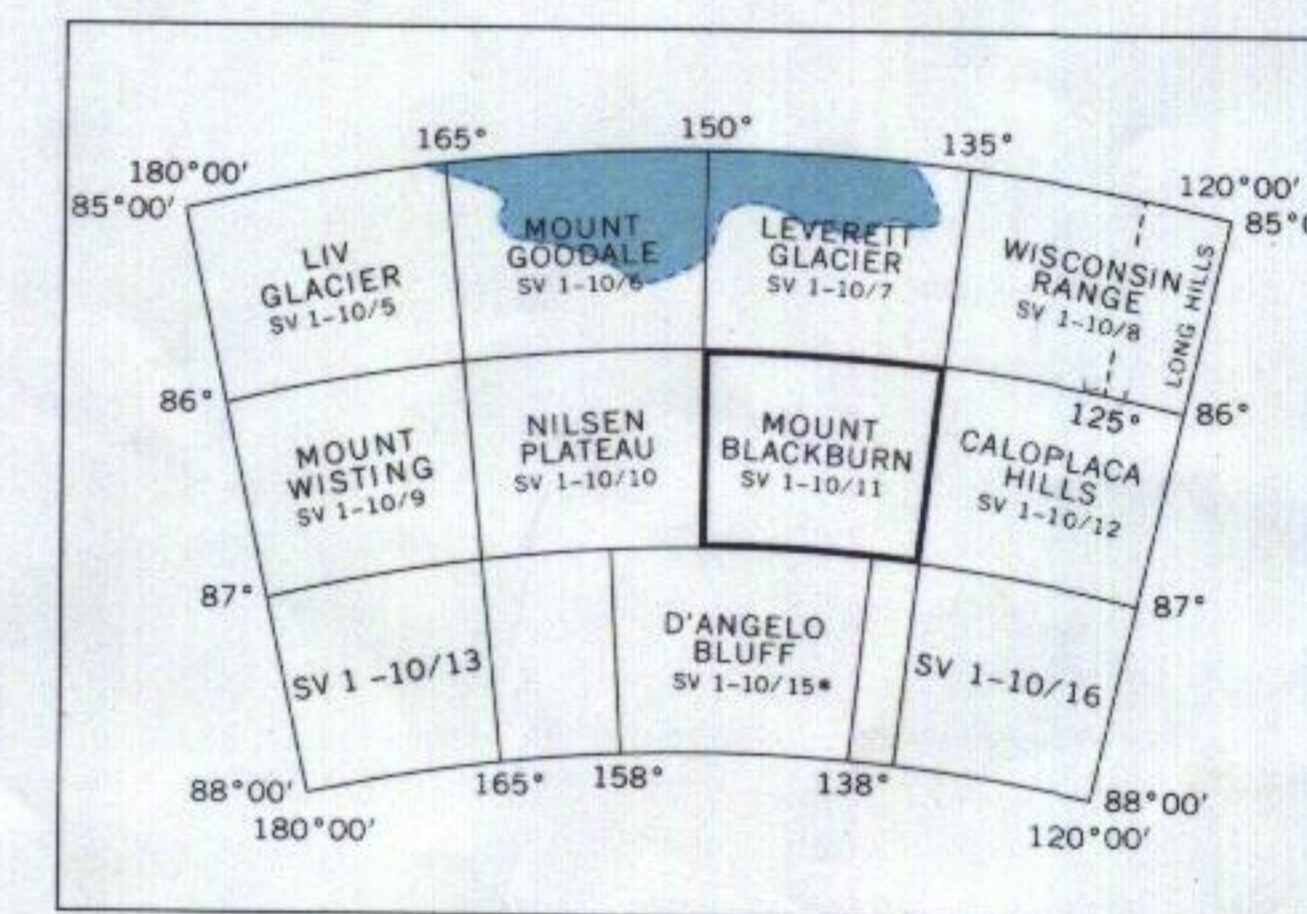 165°
150°
135°
180°00'
120°00'
85°00'
LIV
GLACIER
SV 1-10/5
MOUNT
GOODALE
SV 1-10/6
LEVERETT
GLACIER
SV 1-10/7
WISCONSIN
RANGE
SV 1-10/8
LONG HILLS
86°
125°
86°
MOUNT
WISTING
SV 1-10/9
NILSEN
PLATEAU
SV 1-10/10
MOUNT
BLACKBURN
SV 1-10/11
CALOPLACA
HILLS
SV 1-10/12
87°
87°
SV 1-10/13
D'ANGELO
BLUFF
SV 1-10/15*
SV 1-10/16
88°00'
180°00'
165°
158°
138°
88°00'
120°00'